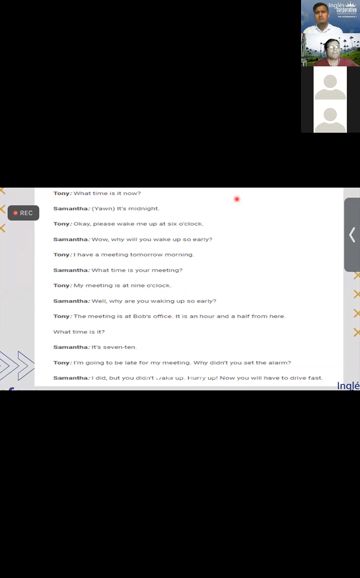 Inglés
Corporativo
REC
Tony: What time is it now?
Samantha: (Yawn) It's midnight.
Tony: Okay, please wake me up at six o'clock.
Samantha: Wow, why will you wake up so early?
Tony: I have a meeting tomorrow morning.
Samantha: What time is your meeting?
Tony: My meeting is at nine o'clock.
Samantha: Well, why are you waking up so early?
Tony: The meeting is at Bob's office. It is an hour and a half from here.
What time is it?
Samantha: It's seven-ten.
Tony: I'm going to be late for my meeting. Why didn't you set the alarm?
Samantha: I did, but you didn't wake up. Hurry up! Now you will have to drive fast.
Inglé